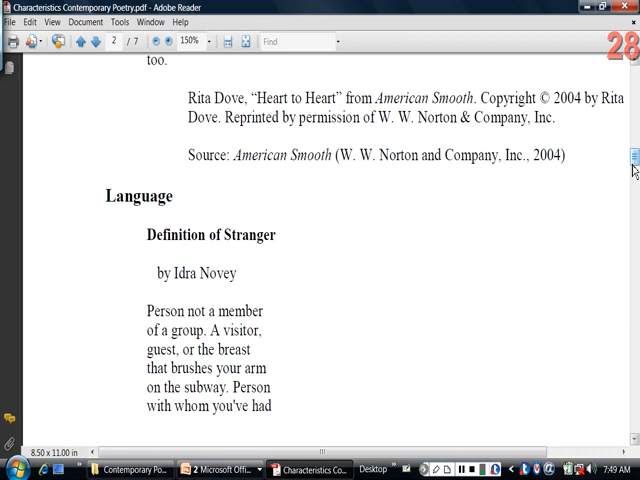 Characteristics Contemporary Poetry.pdf - Adobe Reader
File Edit View Document Tools Window Help
28
2 / 7 150% Find
too.
Rita Dove, “Heart to Heart” from American Smooth. Copyright © 2004 by Rita
Dove. Reprinted by permission of W. W. Norton & Company, Inc.
Source: American Smooth (W. W. Norton and Company, Inc., 2004)
Language
Definition of Stranger
by Idra Novey
Person not a member
of a group. A visitor,
guest, or the breast
that brushes your arm
on the subway. Person
with whom you've had
8.50 x 11.00 in
Contemporary Po... 2 Microsoft Offi... Characteristics Co... Desktop 7:49 AM